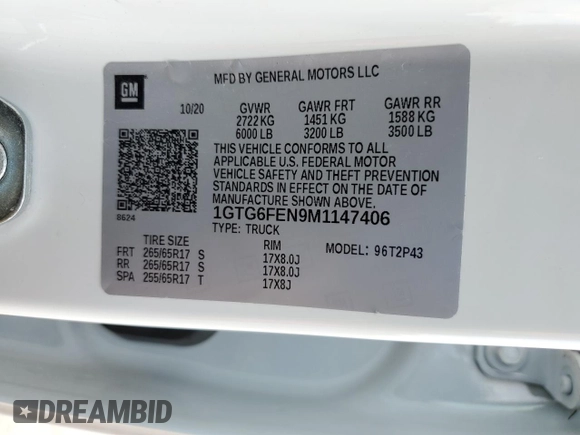 GM
MFD BY GENERAL MOTORS LLC
10/20 GVWR GAWR FRT GAWR RR
2722 KG 1451 KG 1588 KG
6000 LB 3200 LB 3500 LB
THIS VEHICLE CONFORMS TO ALL
APPLICABLE U.S. FEDERAL MOTOR
VEHICLE SAFETY AND THEFT PREVENTION
STANDARDS IN EFFECT ON THE DATE OF
MANUFACTURE SHOWN ABOVE.
8624 1GTG6FEN9M1147406
TYPE: TRUCK
TIRE SIZE RIM MODEL: 96T2P43
FRT 265/65R17 S 17X8.0J
RR 265/65R17 S 17X8.0J
SPA 255/65R17 T 17X8J
DREAMBID